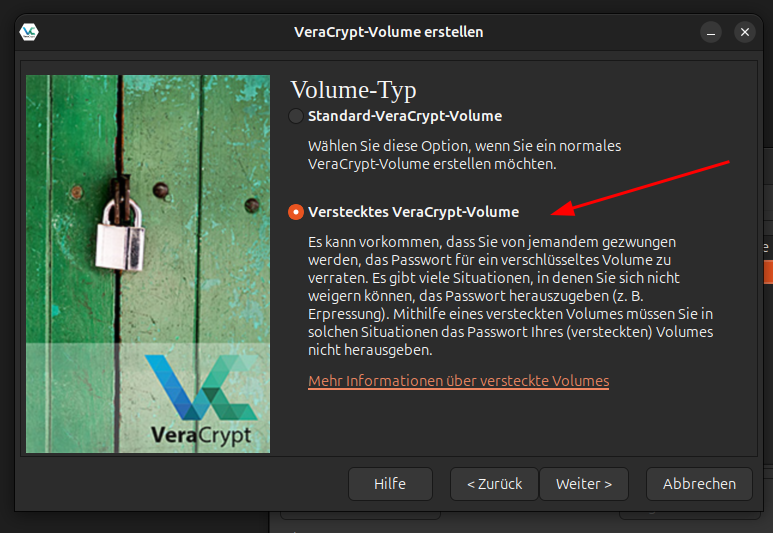 VeraCrypt-Volume erstellen
Volume-Typ
Standard-VeraCrypt-Volume
Wählen Sie diese Option, wenn Sie ein normales
VeraCrypt-Volume erstellen möchten.
Verstecktes VeraCrypt-Volume
Es kann vorkommen, dass Sie von jemandem gezwungen
werden, das Passwort für ein verschlüsseltes Volume zu
verraten. Es gibt viele Situationen, in denen Sie sich nicht
weigern können, das Passwort herauszugeben (z. B.
Erpressung). Mithilfe eines versteckten Volumes müssen Sie in
solchen Situationen das Passwort Ihres (versteckten) Volumes
nicht herausgeben.
Mehr Informationen über versteckte Volumes
VeraCrypt
Hilfe
< Zurück
Weiter >
Abbrechen